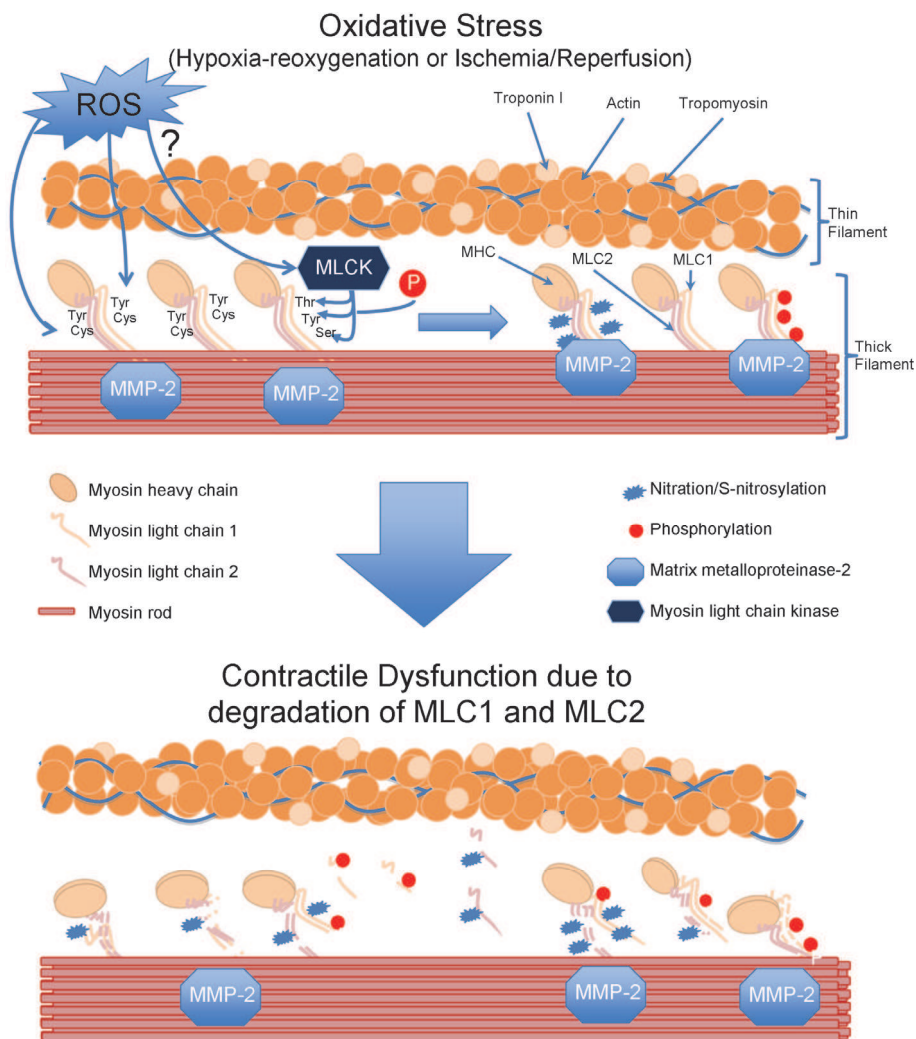 Oxidative Stress
(Hypoxia-reoxygenation or Ischemia/Reperfusion)
ROS
?
Troponin I
Actin
Tropomyosin
Thin
Filament
MLCK
P
MHC
MLC2
MLC1
Tyr
Cys
Tyr
Cys
Tyr
Cys
Tyr
Cys
Thr
Tyr
Ser
Thick
Filament
MMP-2
MMP-2
MMP-2
MMP-2
Myosin heavy chain
Myosin light chain 1
Myosin light chain 2
Myosin rod
Nitration/S-nitrosylation
Phosphorylation
Matrix metalloproteinase-2
Myosin light chain kinase
Contractile Dysfunction due to
degradation of MLC1 and MLC2
P
MMP-2
MMP-2
MMP-2